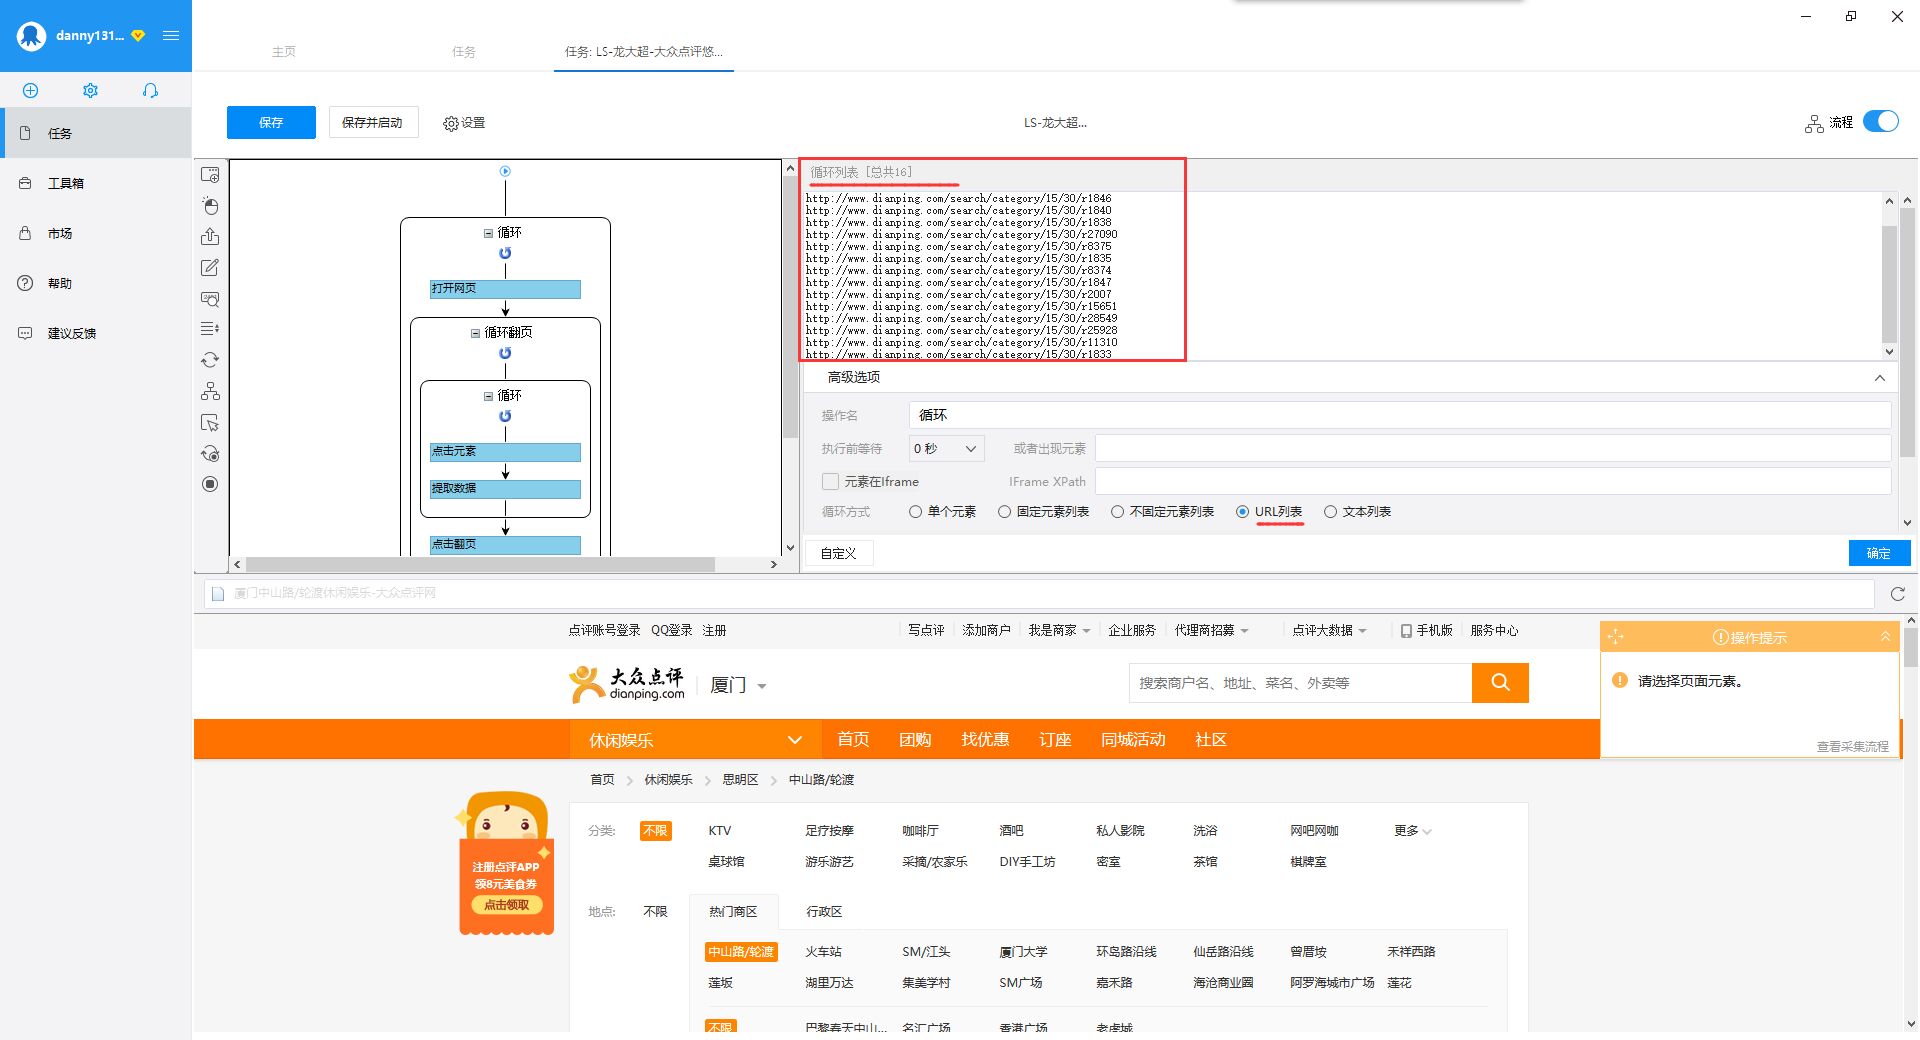 danny131...
主页
任务
任务: LS-龙大超-大众点评悠...
保存
保存并启动
设置
LS-龙大超...
流程
任务
工具箱
市场
帮助
建议反馈
循环
打开网页
循环翻页
循环
点击元素
提取数据
点击翻页
循环列表 [总共16]
http://www.dianping.com/search/category/15/30/r1846
http://www.dianping.com/search/category/15/30/r1840
http://www.dianping.com/search/category/15/30/r1838
http://www.dianping.com/search/category/15/30/r27090
http://www.dianping.com/search/category/15/30/r8375
http://www.dianping.com/search/category/15/30/r1835
http://www.dianping.com/search/category/15/30/r8374
http://www.dianping.com/search/category/15/30/r1847
http://www.dianping.com/search/category/15/30/r2007
http://www.dianping.com/search/category/15/30/r15651
http://www.dianping.com/search/category/15/30/r28549
http://www.dianping.com/search/category/15/30/r25928
http://www.dianping.com/search/category/15/30/r11310
http://www.dianping.com/search/category/15/30/r1833
高级选项
操作名 循环
执行前等待 0 秒 或者出现元素
元素在Iframe IFrame XPath
循环方式 单个元素 固定元素列表 不固定元素列表 URL列表 文本列表
自定义 确定
厦门中山路/轮渡休闲娱乐-大众点评网
点评账号登录 QQ登录 注册 写点评 添加商户 我是商家 企业服务 代理商招募 点评大数据 手机版 服务中心
操作提示
请选择页面元素。
查看采集流程
大众点评
dianping.com
厦门
搜索商户名、地址、菜名、外卖等
休闲娱乐 首页 团购 找优惠 订座 同城活动 社区
首页 休闲娱乐 思明区 中山路/轮渡
注册点评APP
领8元美食券
点击领取
分类: 不限 KTV 足疗按摩 咖啡厅 酒吧 私人影院 洗浴 网吧网咖 更多
桌球馆 游乐游艺 采摘/农家乐 DIY手工坊 密室 茶馆 棋牌室
地点: 不限 热门商区 行政区
中山路/轮渡 火车站 SM/江头 厦门大学 环岛路沿线 仙岳路沿线 曾厝垵 禾祥西路
莲坂 湖里万达 集美学村 SM广场 嘉禾路 海沧商业圈 阿罗海城市广场 莲花
不限 巴黎春天中山... 名汇广场 香港广场 老虎城